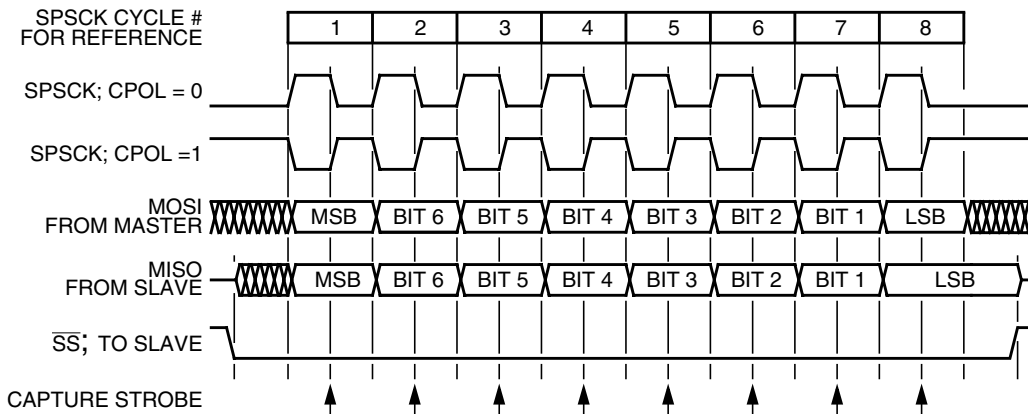 SPSCK CYCLE #
FOR REFERENCE
1 2 3 4 5 6 7 8
SPSCK; CPOL = 0
SPSCK; CPOL =1
MOSI
FROM MASTER
MSB BIT 6 BIT 5 BIT 4 BIT 3 BIT 2 BIT 1 LSB
MISO
FROM SLAVE
MSB BIT 6 BIT 5 BIT 4 BIT 3 BIT 2 BIT 1 LSB
S̅S̅; TO SLAVE
CAPTURE STROBE